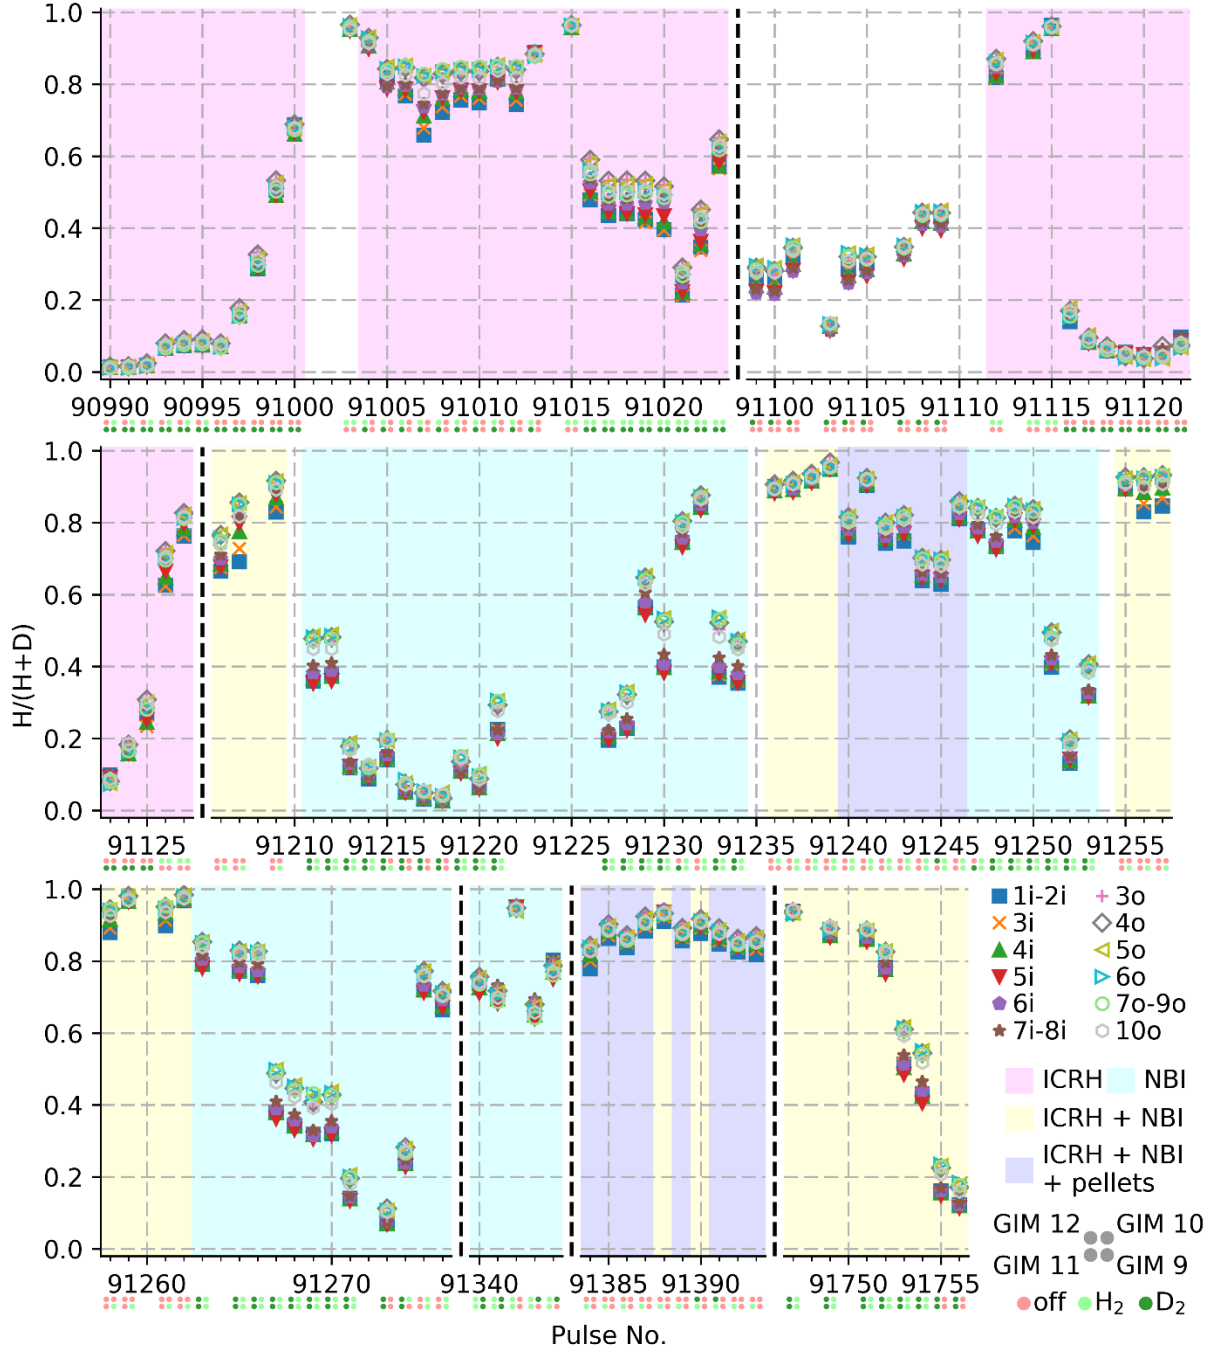 1.0
0.8
0.6
0.4
0.2
0.0
90990 90995 91000 91005 91010 91015 91020 91100 91105 91110 91115 91120
1.0
0.8
0.6
0.4
0.2
0.0
H/(H+D)
91125 91210 91215 91220 91225 91230 91235 91240 91245 91250 91255
1.0
0.8
0.6
0.4
0.2
0.0
91260 91270 91340 91385 91390 91750 91755
Pulse No.
1i-2i 3o
3i 4o
4i 5o
5i 6o
6i 7o-9o
7i-8i 10o
ICRH NBI
ICRH + NBI
ICRH + NBI
+ pellets
GIM 12 GIM 10
GIM 11 GIM 9
off H₂ D₂